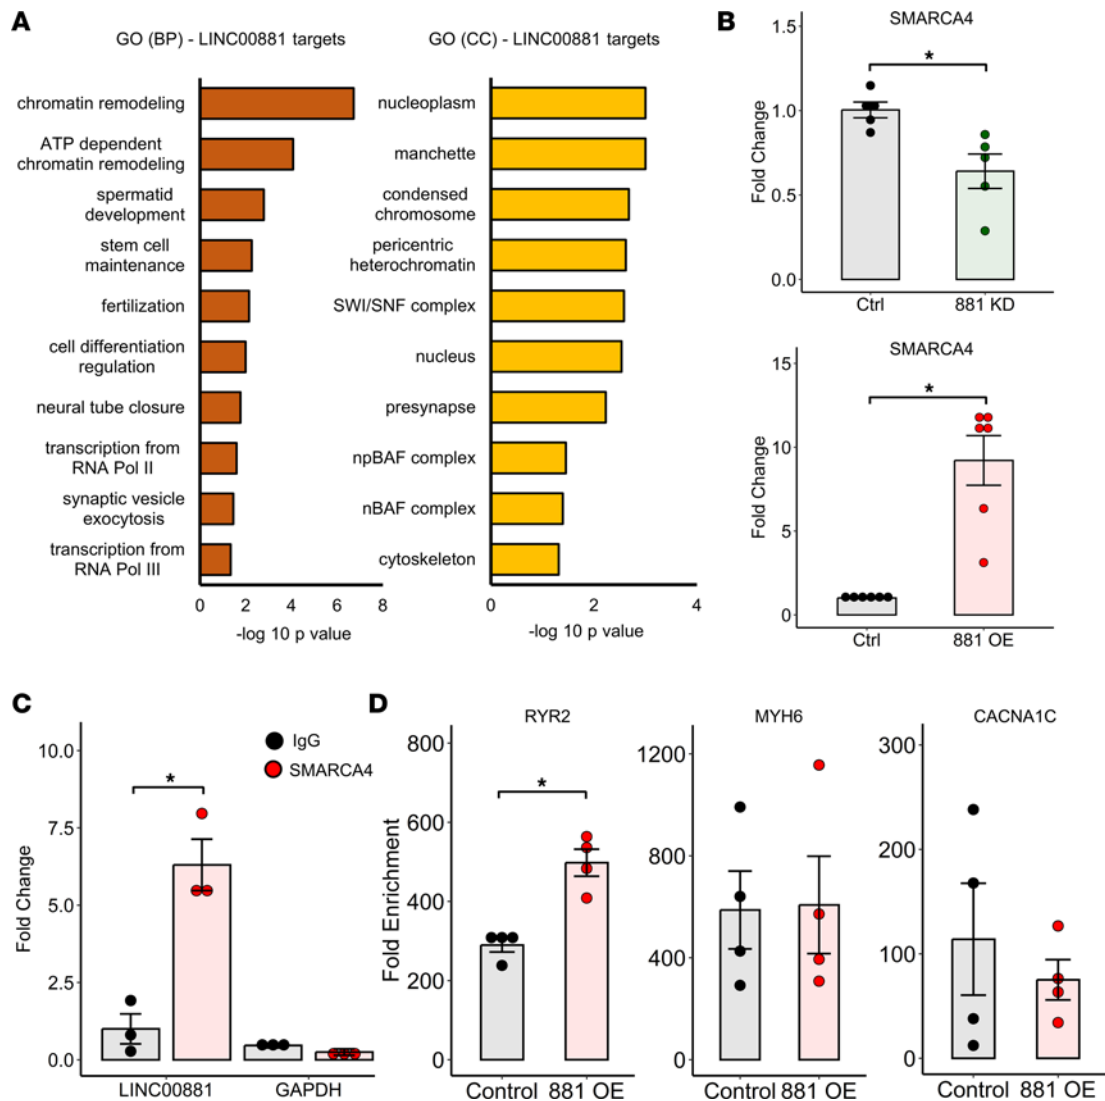 A
GO (BP) - LINC00881 targets
chromatin remodeling
ATP dependent
chromatin remodeling
spermatid
development
stem cell
maintenance
fertilization
cell differentiation
regulation
neural tube closure
transcription from
RNA Pol II
synaptic vesicle
exocytosis
transcription from
RNA Pol III
0 2 4 6 8
-log 10 p value
GO (CC) - LINC00881 targets
nucleoplasm
manchette
condensed
chromosome
pericentric
heterochromatin
SWI/SNF complex
nucleus
presynapse
npBAF complex
nBAF complex
cytoskeleton
0 2 4
-log 10 p value
B
SMARCA4
*
Fold Change
1.5
1.0
0.5
0.0
Ctrl 881 KD
SMARCA4
*
Fold Change
15
10
5
0
Ctrl 881 OE
C
IgG
SMARCA4
*
Fold Change
10.0
7.5
5.0
2.5
0.0
LINC00881 GAPDH
D
RYR2
*
Fold Enrichment
800
600
400
200
0
Control 881 OE
MYH6
1200
800
400
0
Control 881 OE
CACNA1C
300
200
100
0
Control 881 OE